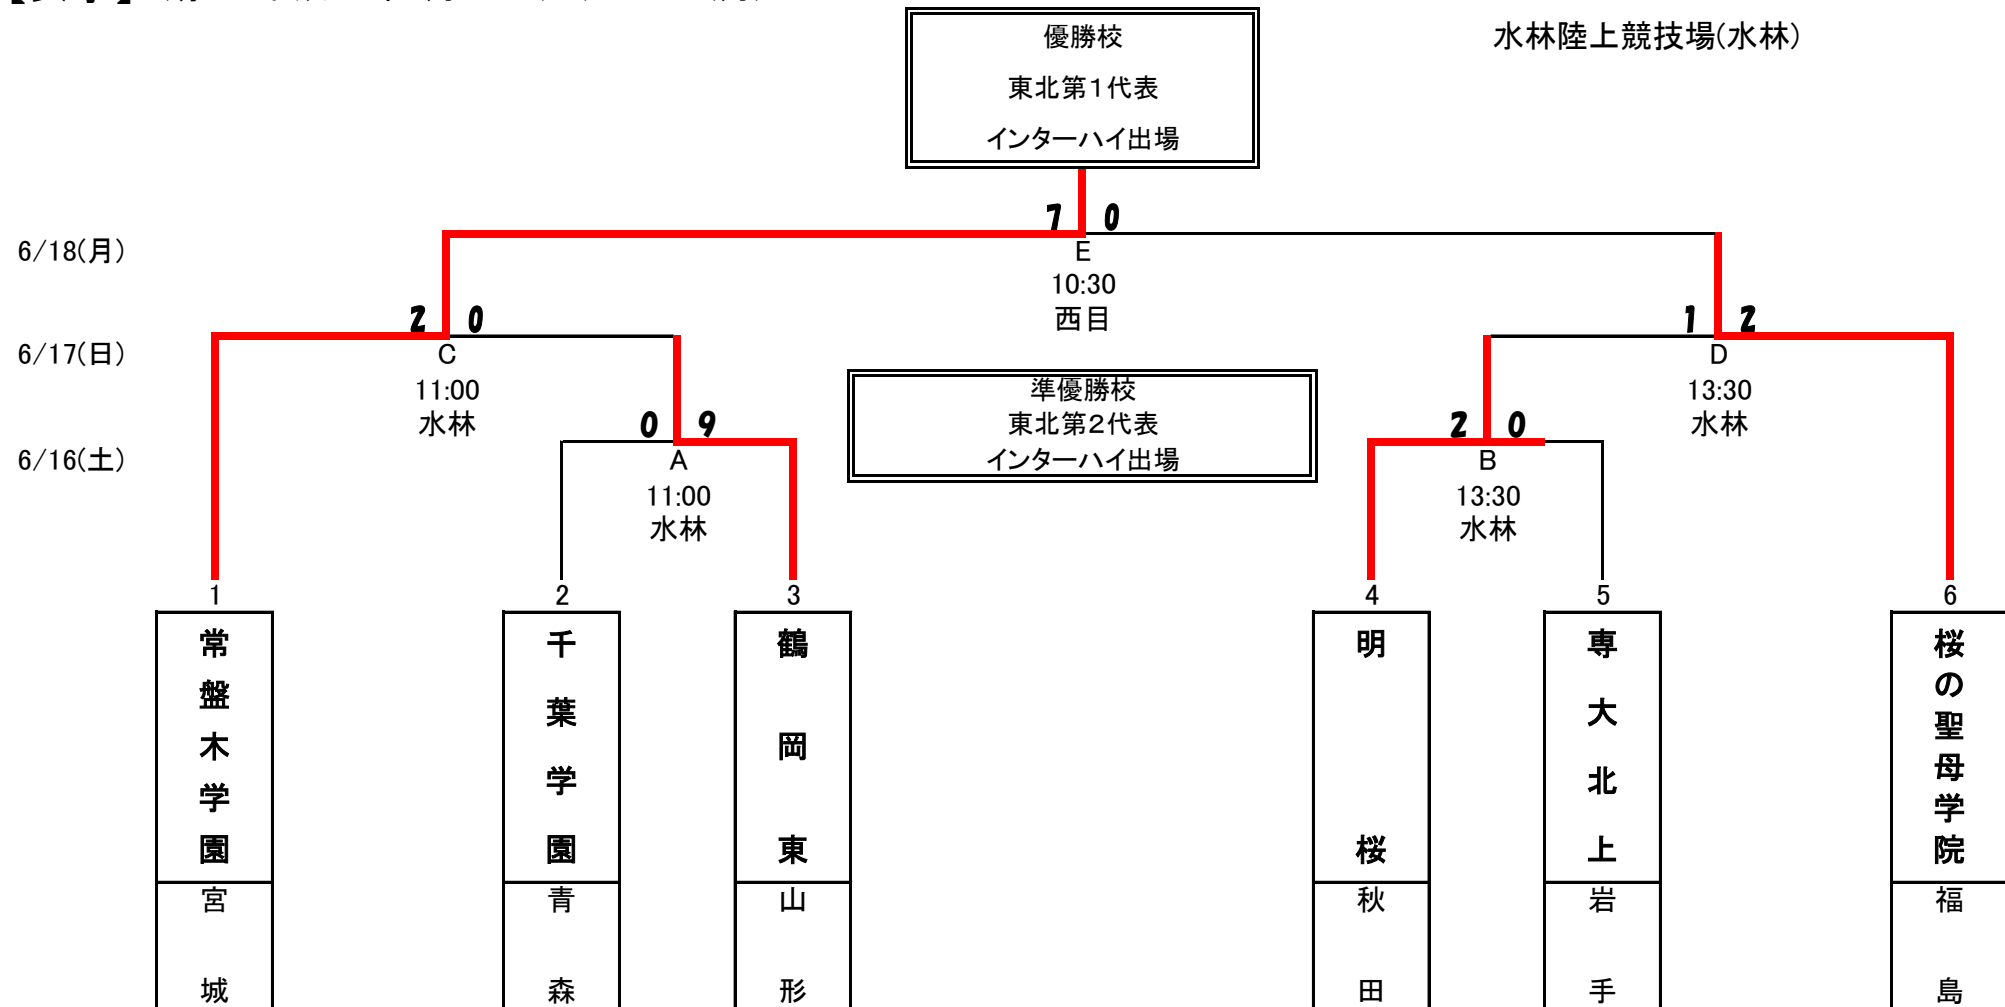 優勝校
東北第1代表
インターハイ出場
水林陸上競技場(水林)
7 0
6/18(月)
E
10:30
西目
2 0
1 2
6/17(日)
C
11:00
水林
D
13:30
水林
準優勝校
東北第2代表
インターハイ出場
0 9
2 0
6/16(土)
A
11:00
水林
B
13:30
水林
1
常盤木学園
宮城
2
千葉学園
青森
3
鶴岡東
山形
4
明桜
秋田
5
専大北上
岩手
6
桜の聖母学院
福島